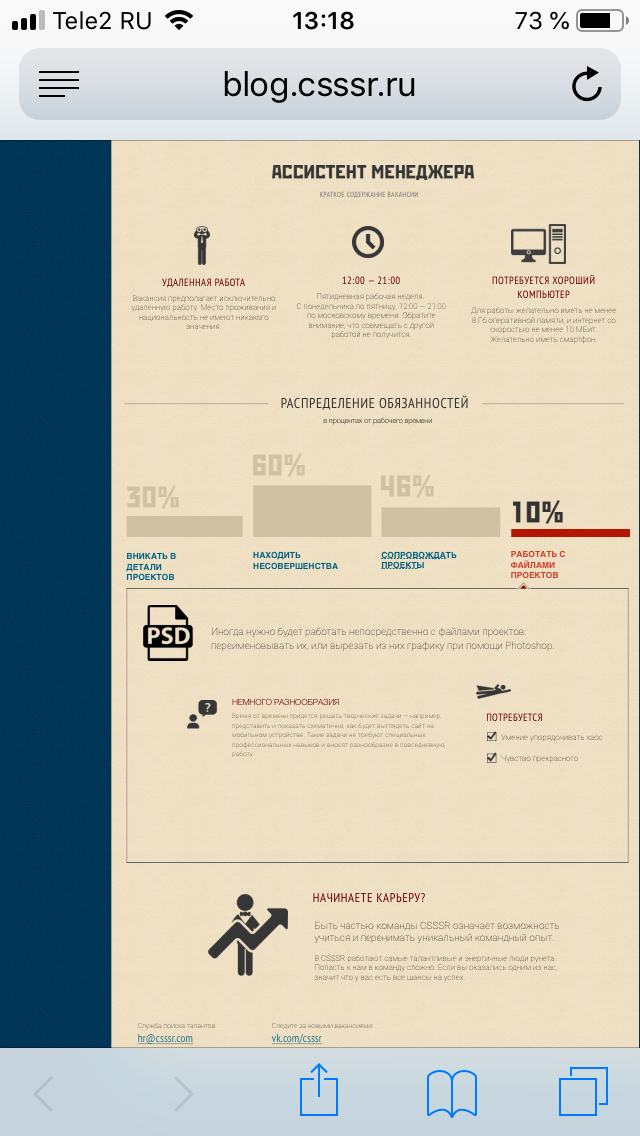 Tele2 RU 13:18 73 %
blog.csssr.ru
АССИСТЕНТ МЕНЕДЖЕРА
КРАТКОЕ СОДЕРЖАНИЕ ВАКАНСИИ
УДАЛЕННАЯ РАБОТА
Вакансия предполагает исключительно
удаленную работу. Место проживания и
национальность не имеют никакого
значения.
12:00 – 21:00
Пятидневная рабочая неделя.
С понедельника по пятницу, 12:00 – 21:00
по московскому времени. Обратите
внимание, что совмещать с другой
работой не получится.
ПОТРЕБУЕТСЯ ХОРОШИЙ
КОМПЬЮТЕР
Для работы желательно иметь не менее
8 Гб оперативной памяти, и интернет со
скоростью не менее 10 МБит.
Желательно иметь смартфон.
РАСПРЕДЕЛЕНИЕ ОБЯЗАННОСТЕЙ
в процентах от рабочего времени
30%
60%
46%
10%
ВНИКАТЬ В
ДЕТАЛИ
ПРОЕКТОВ
НАХОДИТЬ
НЕСОВЕРШЕНСТВА
СОПРОВОЖДАТЬ
ПРОЕКТЫ
РАБОТАТЬ С
ФАЙЛАМИ
ПРОЕКТОВ
PSD
Иногда нужно будет работать непосредственно с файлами проектов:
переименовывать их, или вырезать из них графику при помощи Photoshop.
?
НЕМНОГО РАЗНООБРАЗИЯ
Время от времени придется решать творческие задачи — например,
представить и показать схематично, как будет выглядеть сайт на
мобильном устройстве. Такие задачи не требуют специальных
профессиональных навыков и вносят разнообразие в повседневную
работу.
ПОТРЕБУЕТСЯ
Умение упорядочивать хаос
Чувство прекрасного
НАЧИНАЕТЕ КАРЬЕРУ?
Быть частью команды CSSSR означает возможность
учиться и перенимать уникальный командный опыт.
В CSSSR работают самые талантливые и энергичные люди рунета.
Попасть к нам в команду сложно. Если вы оказались одним из нас,
значит что у вас есть все шансы на успех.
Служба поиска талантов:
hr@csssr.com
Следите за новыми вакансиями:
vk.com/csssr